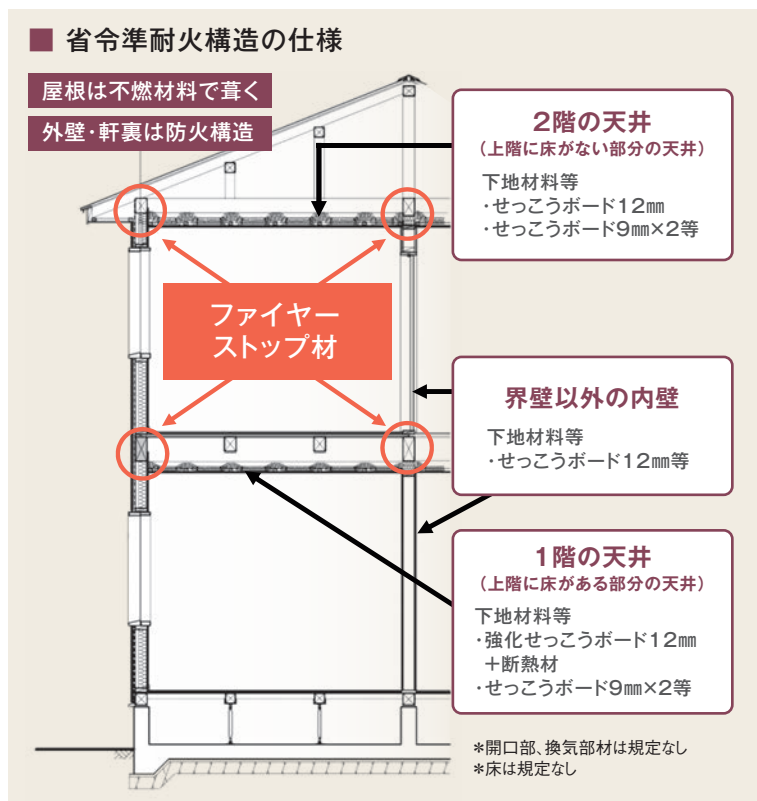 ■ 省令準耐火構造の仕様
屋根は不燃材料で葺く
外壁・軒裏は防火構造
2階の天井
（上階に床がない部分の天井）
下地材料等
・せっこうボード12㎜
・せっこうボード9㎜×2等
ファイヤー
ストップ材
界壁以外の内壁
下地材料等
・せっこうボード12㎜等
1階の天井
（上階に床がある部分の天井）
下地材料等
・強化せっこうボード12㎜
＋断熱材
・せっこうボード9㎜×2等
＊開口部、換気部材は規定なし
＊床は規定なし